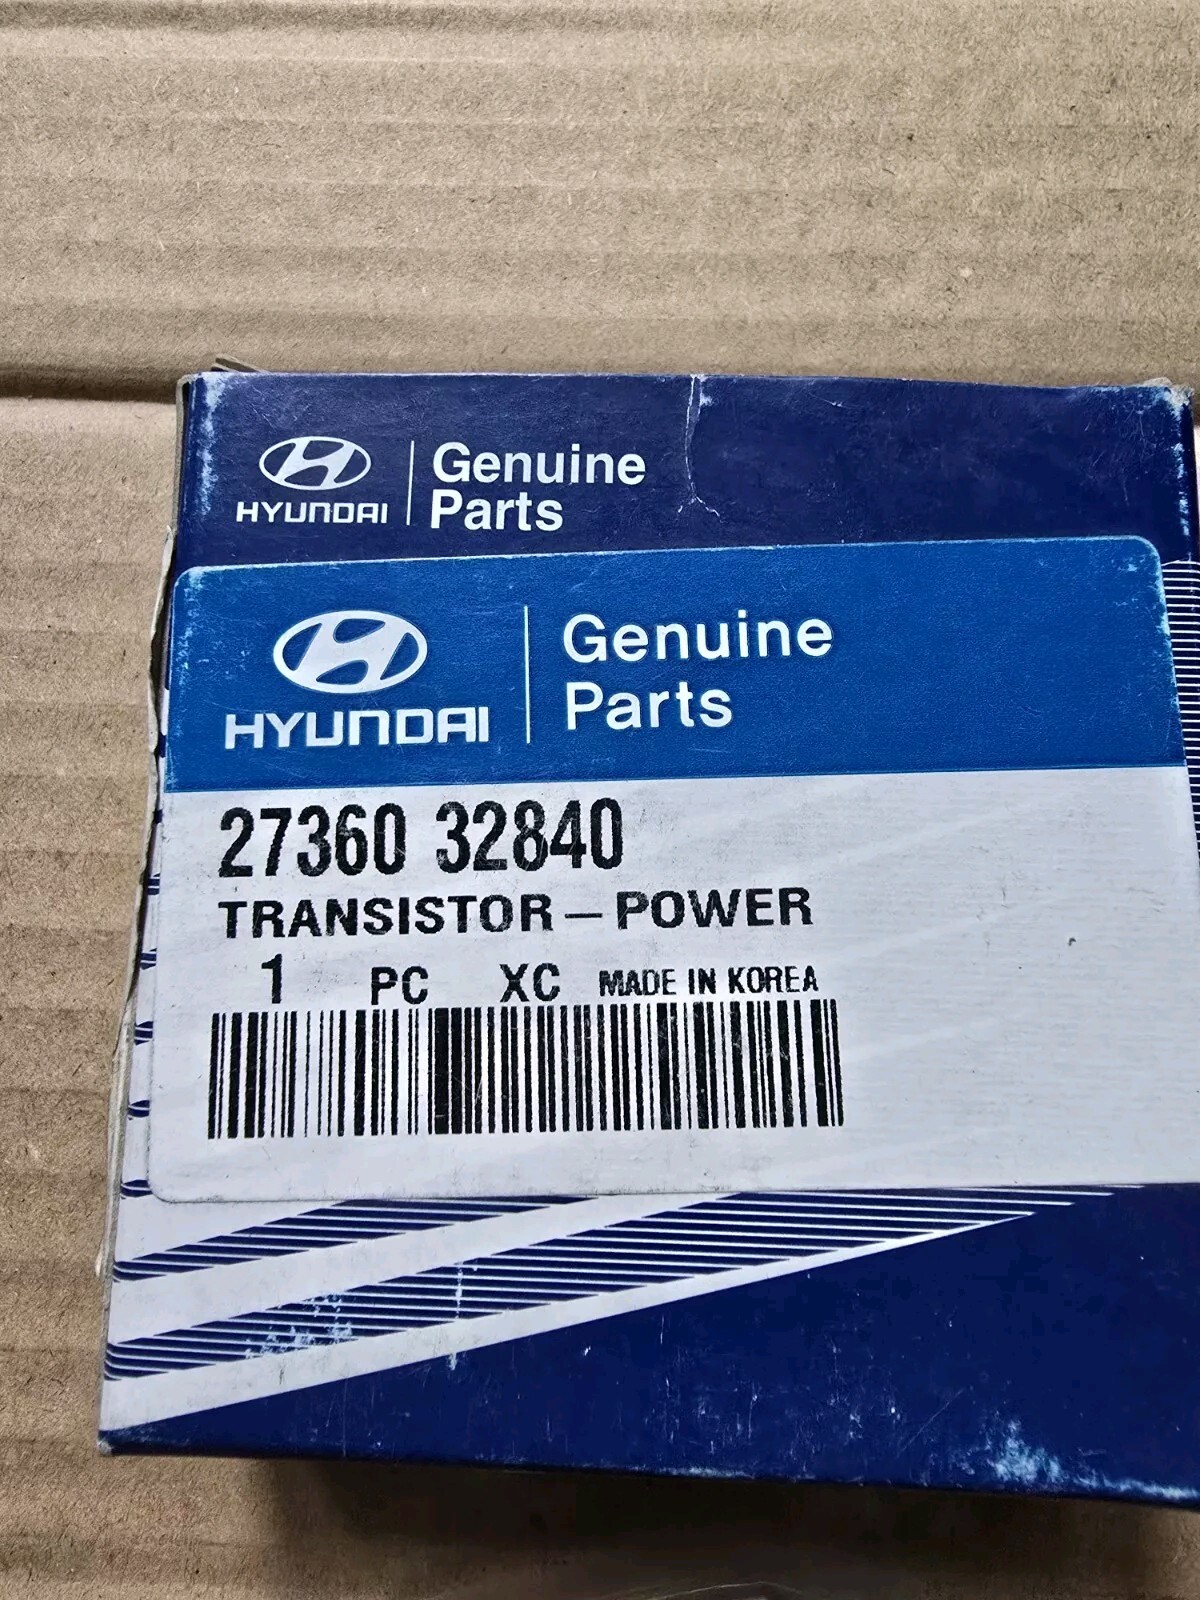 HYUNDAI
Genuine
Parts
HYUNDAI
Genuine
Parts
27360 32840
TRANSISTOR – POWER
1 PC XC MADE IN KOREA